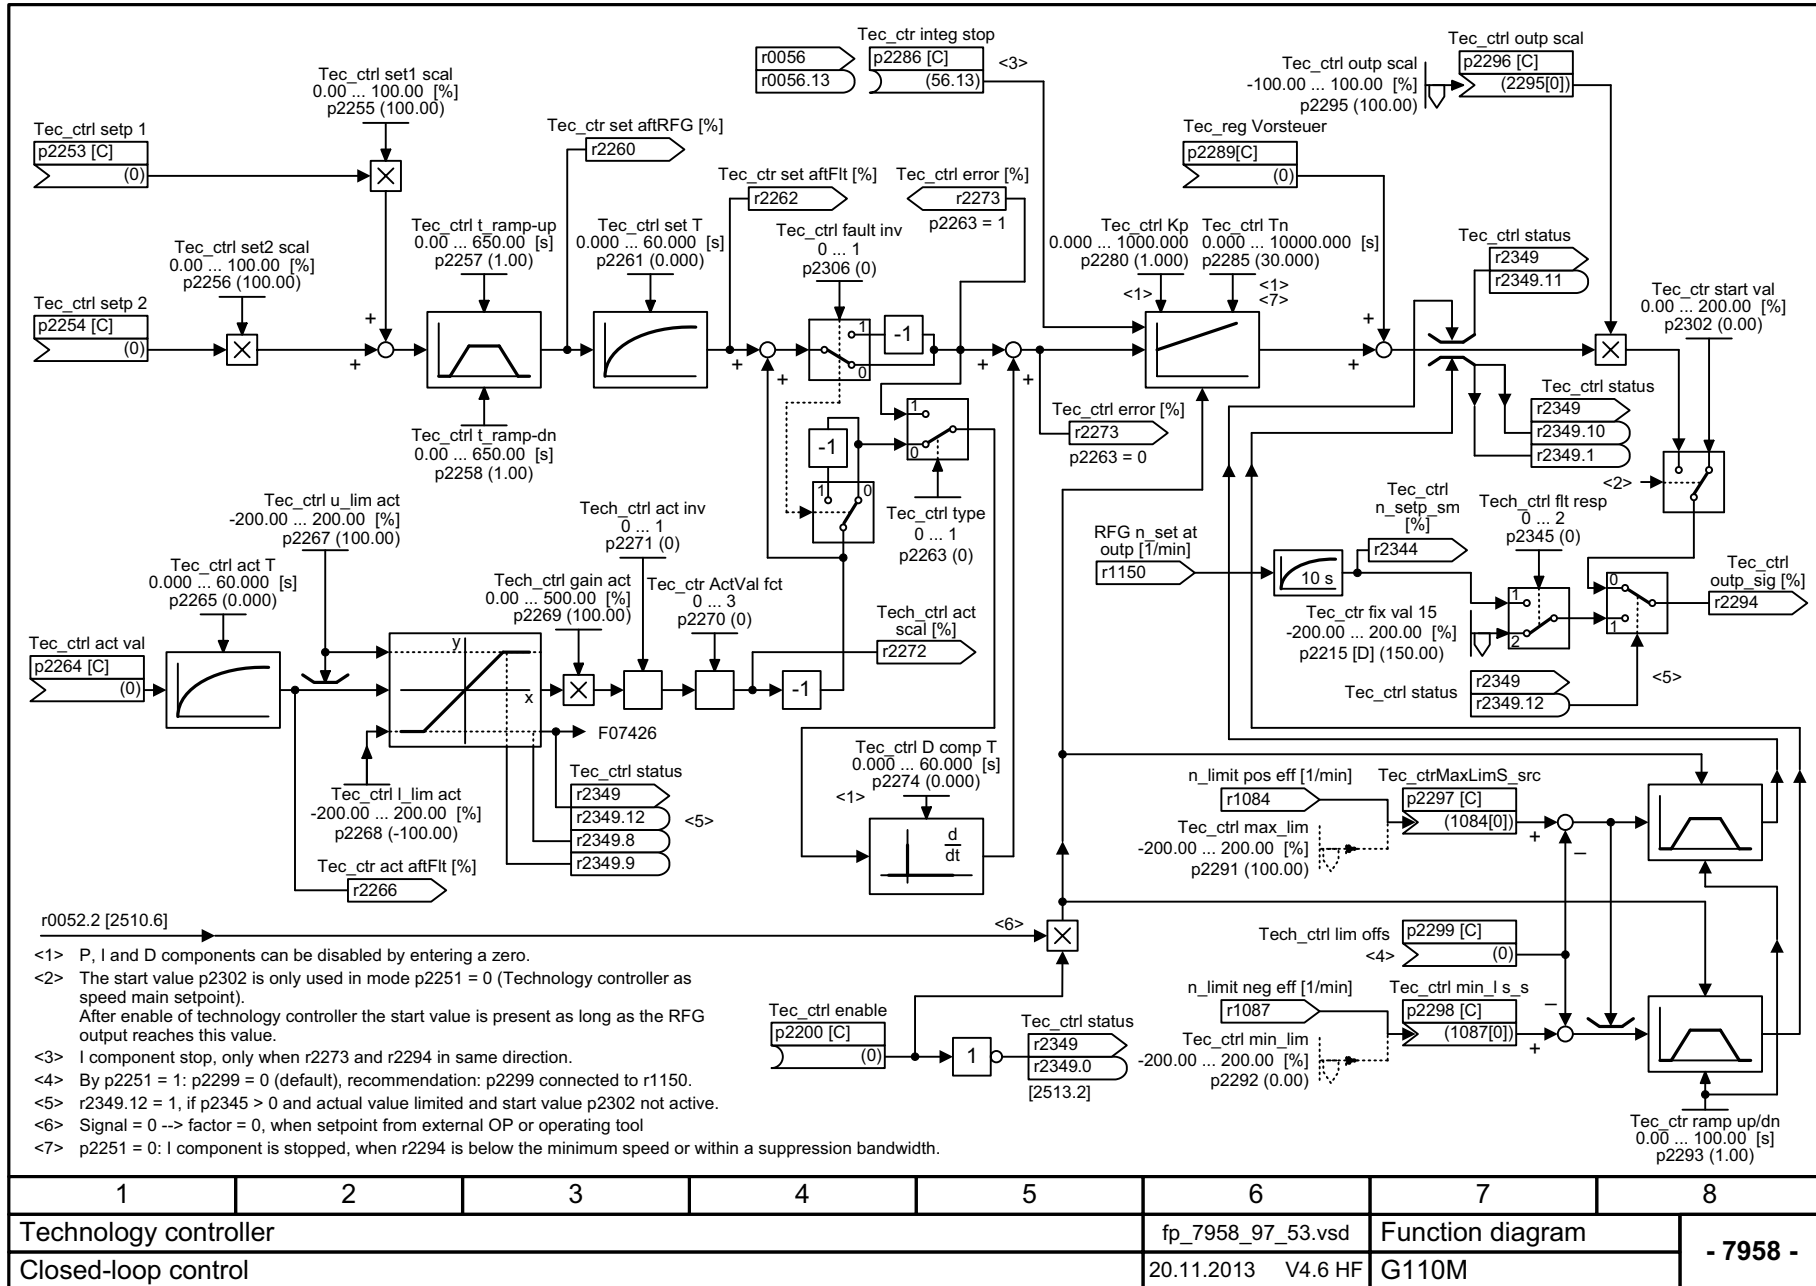 Tec_ctrl set1 scal
0.00 ... 100.00 [%]
p2255 (100.00)
Tec_ctrl setp 1
p2253 [C]
(0)
Tec_ctrl set2 scal
0.00 ... 100.00 [%]
p2256 (100.00)
Tec_ctrl setp 2
p2254 [C]
(0)
+
+
Tec_ctrl t_ramp-up
0.00 ... 650.00 [s]
p2257 (1.00)
Tec_ctrl t_ramp-dn
0.00 ... 650.00 [s]
p2258 (1.00)
Tec_ctr set aftRFG [%]
r2260
Tec_ctrl set T
0.000 ... 60.000 [s]
p2261 (0.000)
Tec_ctr set aftFlt [%]
r2262
+
+
Tec_ctrl fault inv
0 ... 1
p2306 (0)
1
0
-1
r0056
r0056.13
Tec_ctr integ stop
p2286 [C]
(56.13)
<3>
Tec_ctrl error [%]
r2273
p2263 = 1
+
+
Tec_ctrl error [%]
r2273
p2263 = 0
1
0
Tec_ctrl type
0 ... 1
p2263 (0)
-1
1
0
Tec_ctrl Kp
0.000 ... 1000.000
p2280 (1.000)
<1>
Tec_ctrl Tn
0.000 ... 10000.000 [s]
p2285 (30.000)
<1>
<7>
Tec_reg Vorsteuer
p2289[C]
(0)
+
+
Tec_ctrl outp scal
-100.00 ... 100.00 [%]
p2295 (100.00)
Tec_ctrl outp scal
p2296 [C]
(2295[0])
Tec_ctrl status
r2349
r2349.11
Tec_ctr start val
0.00 ... 200.00 [%]
p2302 (0.00)
Tec_ctrl status
r2349
r2349.10
r2349.1
<2>
Tec_ctrl act T
0.000 ... 60.000 [s]
p2265 (0.000)
Tec_ctrl act val
p2264 [C]
(0)
Tec_ctrl u_lim act
-200.00 ... 200.00 [%]
p2267 (100.00)
y
x
Tec_ctrl l_lim act
-200.00 ... 200.00 [%]
p2268 (-100.00)
Tec_ctr act aftFlt [%]
r2266
Tech_ctrl gain act
0.00 ... 500.00 [%]
p2269 (100.00)
Tech_ctrl act inv
0 ... 1
p2271 (0)
Tec_ctr ActVal fct
0 ... 3
p2270 (0)
Tech_ctrl act
scal [%]
r2272
-1
F07426
Tec_ctrl status
r2349
r2349.12
r2349.8
r2349.9
<5>
Tec_ctrl D comp T
0.000 ... 60.000 [s]
p2274 (0.000)
<1>
d
dt
RFG n_set at
outp [1/min]
r1150
10 s
Tec_ctrl
n_setp_sm
[%]
r2344
Tech_ctrl flt resp
0 ... 2
p2345 (0)
Tec_ctr fix val 15
-200.00 ... 200.00 [%]
p2215 [D] (150.00)
1
2
0
1
Tec_ctrl
outp_sig [%]
r2294
Tec_ctrl status
r2349
r2349.12
<5>
n_limit pos eff [1/min]
r1084
Tec_ctrl max_lim
-200.00 ... 200.00 [%]
p2291 (100.00)
Tec_ctrMaxLimS_src
p2297 [C]
(1084[0])
+
–
Tech_ctrl lim offs
<4>
p2299 [C]
(0)
n_limit neg eff [1/min]
r1087
Tec_ctrl min_lim
-200.00 ... 200.00 [%]
p2292 (0.00)
Tec_ctrl min_l s_s
p2298 [C]
(1087[0])
–
+
Tec_ctr ramp up/dn
0.00 ... 100.00 [s]
p2293 (1.00)
r0052.2 [2510.6]
<6>
Tec_ctrl enable
p2200 [C]
(0)
1
Tec_ctrl status
r2349
r2349.0
[2513.2]
<1> P, I and D components can be disabled by entering a zero.
<2> The start value p2302 is only used in mode p2251 = 0 (Technology controller as
speed main setpoint).
After enable of technology controller the start value is present as long as the RFG
output reaches this value.
<3> I component stop, only when r2273 and r2294 in same direction.
<4> By p2251 = 1: p2299 = 0 (default), recommendation: p2299 connected to r1150.
<5> r2349.12 = 1, if p2345 > 0 and actual value limited and start value p2302 not active.
<6> Signal = 0 --> factor = 0, when setpoint from external OP or operating tool
<7> p2251 = 0: I component is stopped, when r2294 is below the minimum speed or within a suppression bandwidth.
1 2 3 4 5 6 7 8
Technology controller
fp_7958_97_53.vsd
Function diagram
- 7958 -
Closed-loop control
20.11.2013 V4.6 HF
G110M